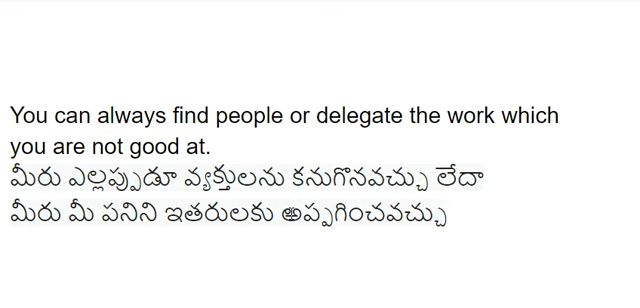 You can always find people or delegate the work which
you are not good at.
మీరు ఎల్లప్పుడూ వ్యక్తులను కనుగొనవచ్చు లేదా
మీరు మీ పనిని ఇతరులకు అప్పగించవచ్చు